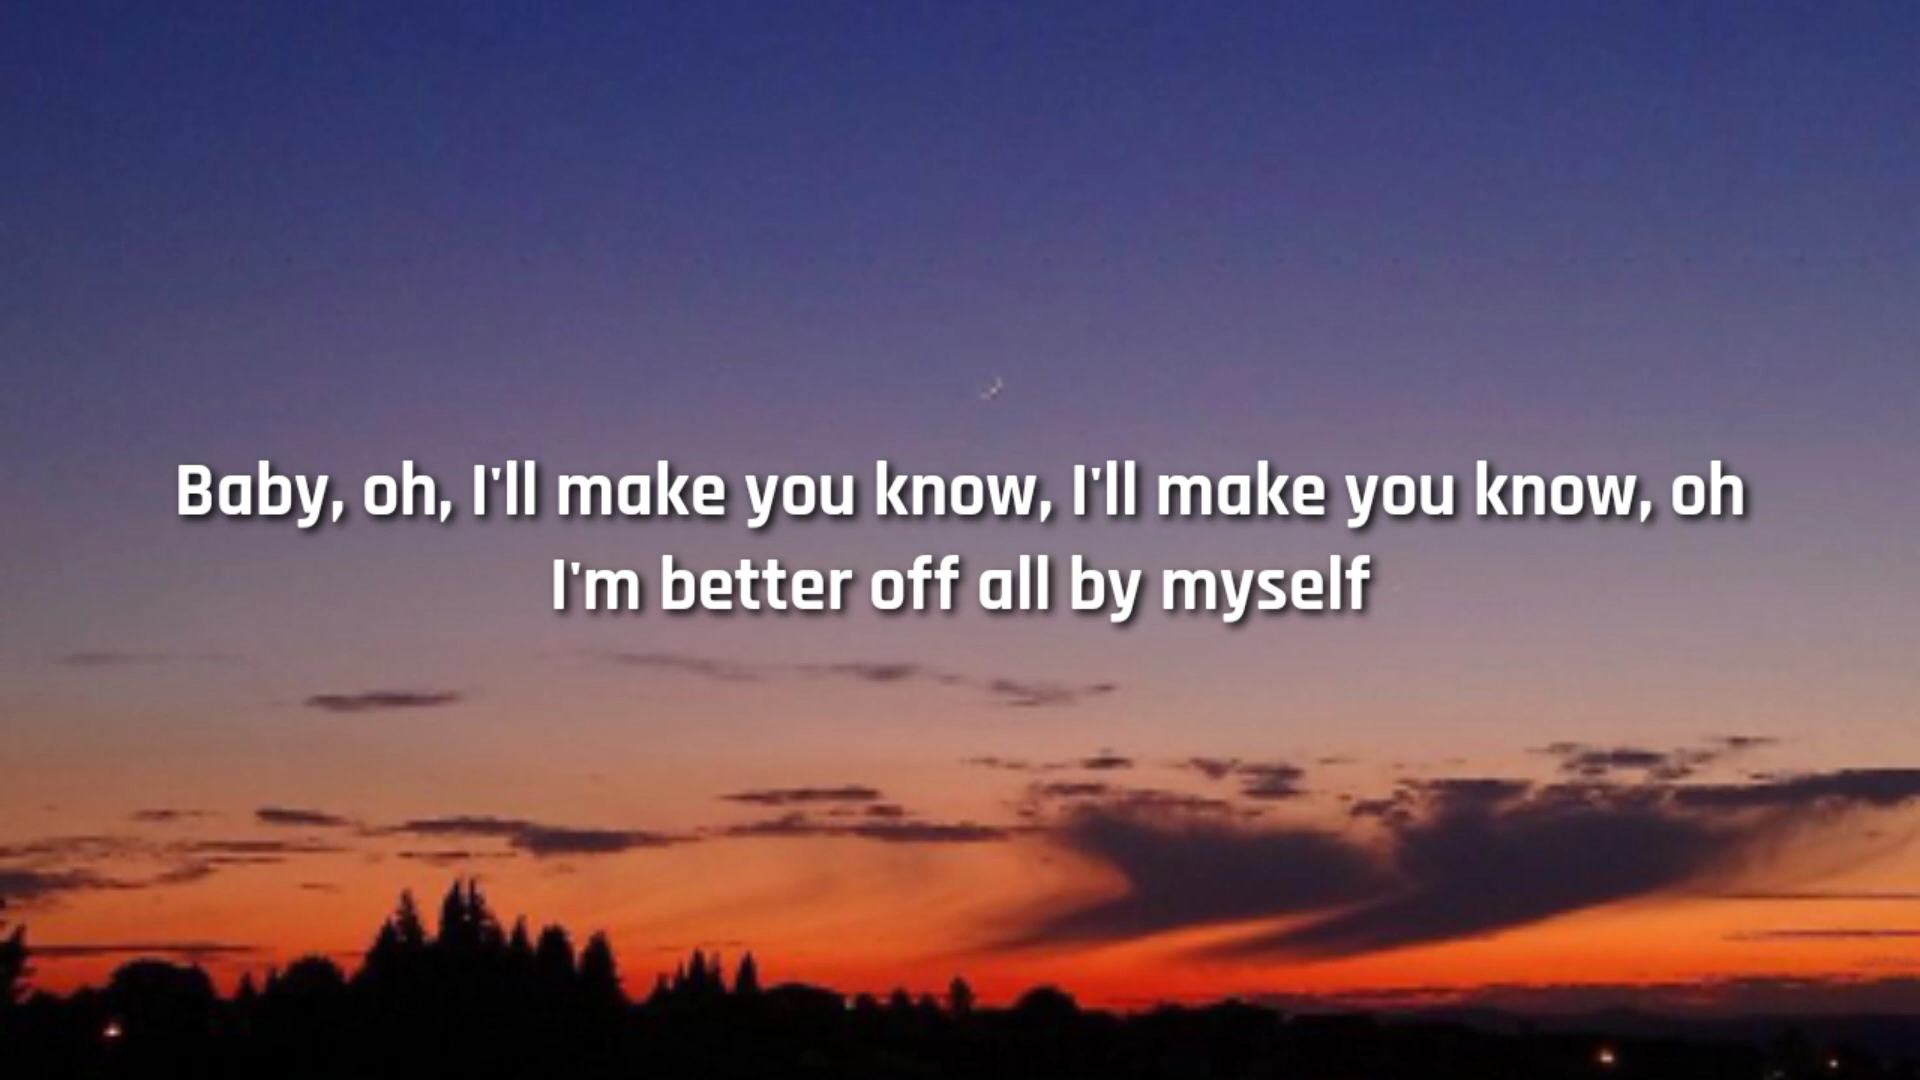 Baby, oh, I'll make you know, I'll make you know, oh
I'm better off all by myself